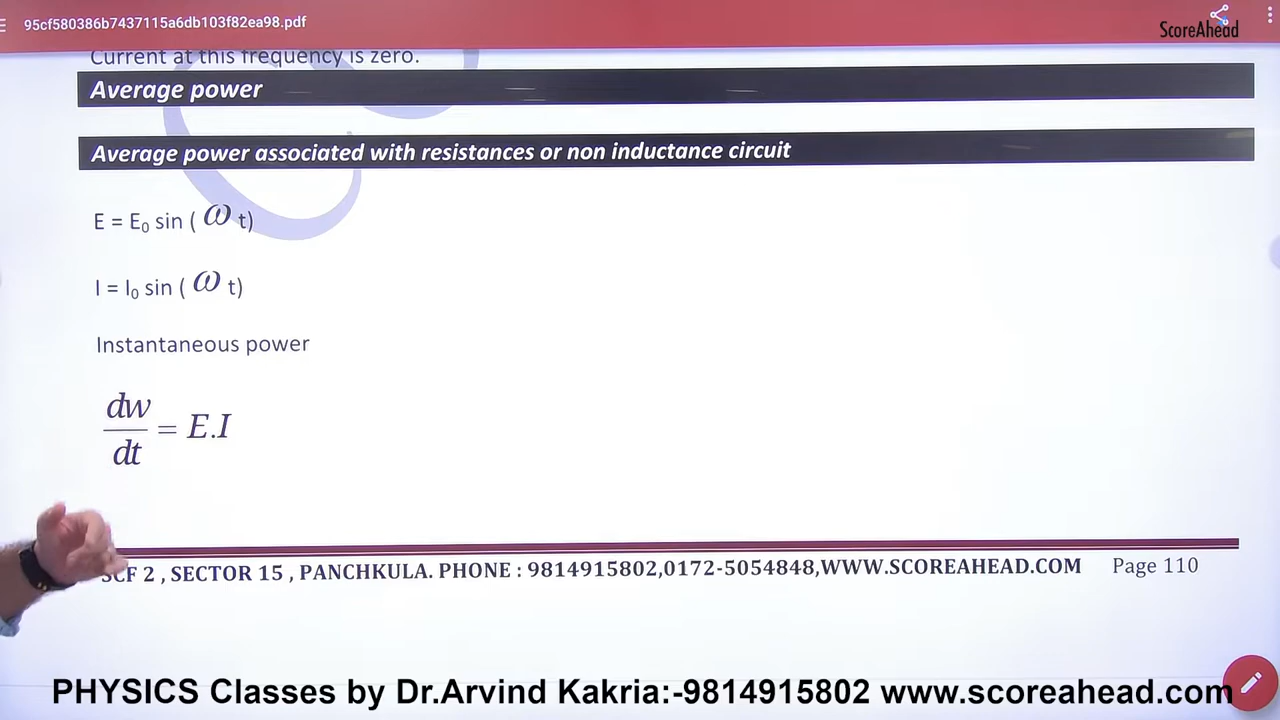 95cf580386b7437115a6db103f82ea98.pdf
ScoreAhead
Current at this frequency is zero.
Average power
Average power associated with resistances or non inductance circuit
E = E₀ sin ( ω t)
I = I₀ sin ( ω t)
Instantaneous power
dw/dt = E.I
SCF 2 , SECTOR 15 , PANCHKULA. PHONE : 9814915802,0172-5054848,WWW.SCOREAHEAD.COM Page 110
PHYSICS Classes by Dr.Arvind Kakria:-9814915802 www.scoreahead.com